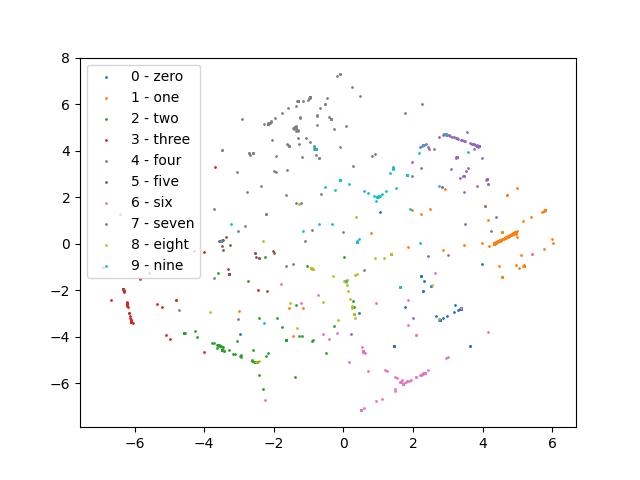 8
6
4
2
0
−2
−4
−6
−6
−4
−2
0
2
4
6
0 - zero
1 - one
2 - two
3 - three
4 - four
5 - five
6 - six
7 - seven
8 - eight
9 - nine